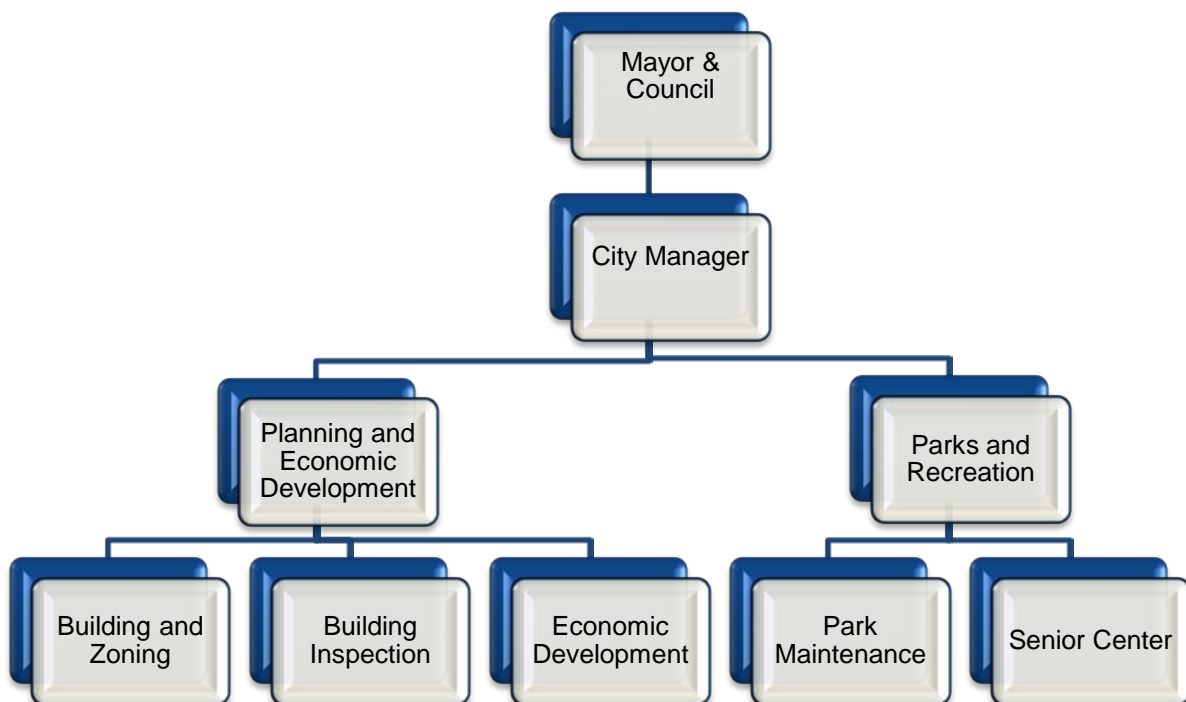 Mayor &
Council
City Manager
Planning and
Economic
Development
Parks and
Recreation
Building and
Zoning
Building
Inspection
Economic
Development
Park
Maintenance
Senior Center